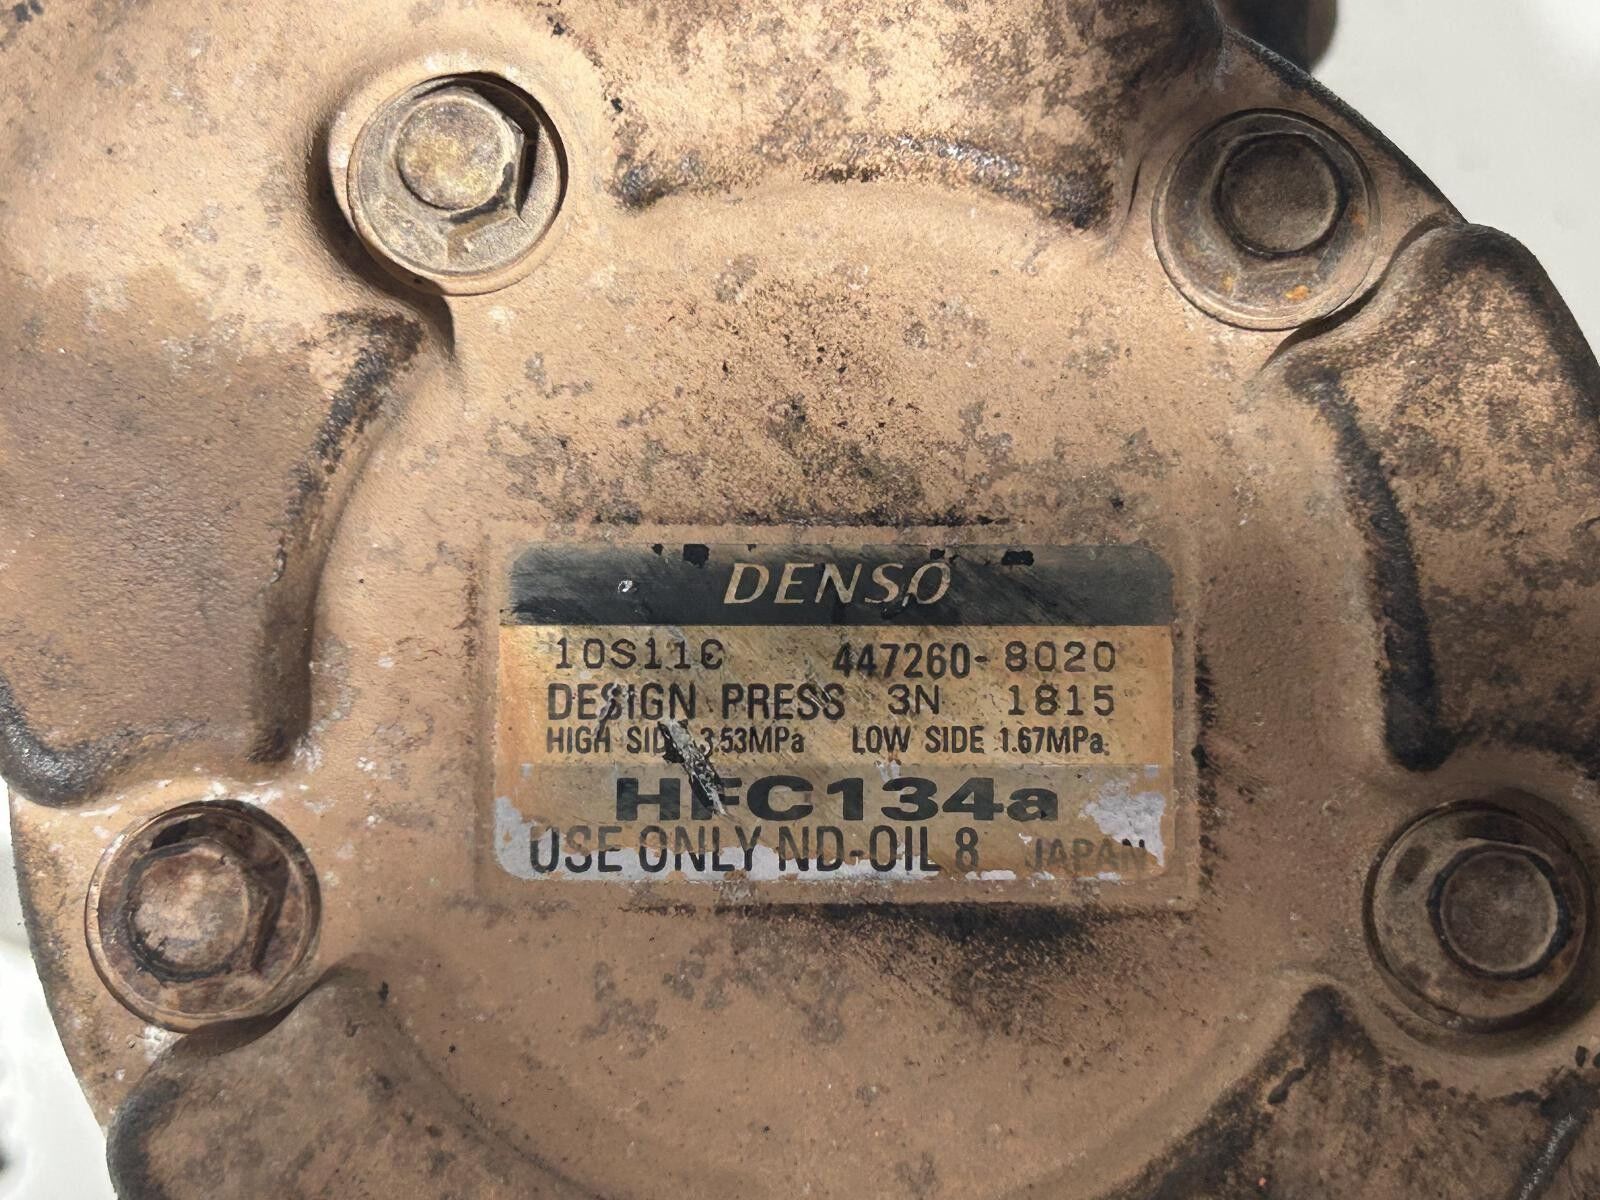 DENSO
10S11C 447260-8020
DESIGN PRESS 3N 1815
HIGH SIDE 3.53MPa LOW SIDE 1.67MPa
HFC134a
USE ONLY ND-OIL 8 JAPAN